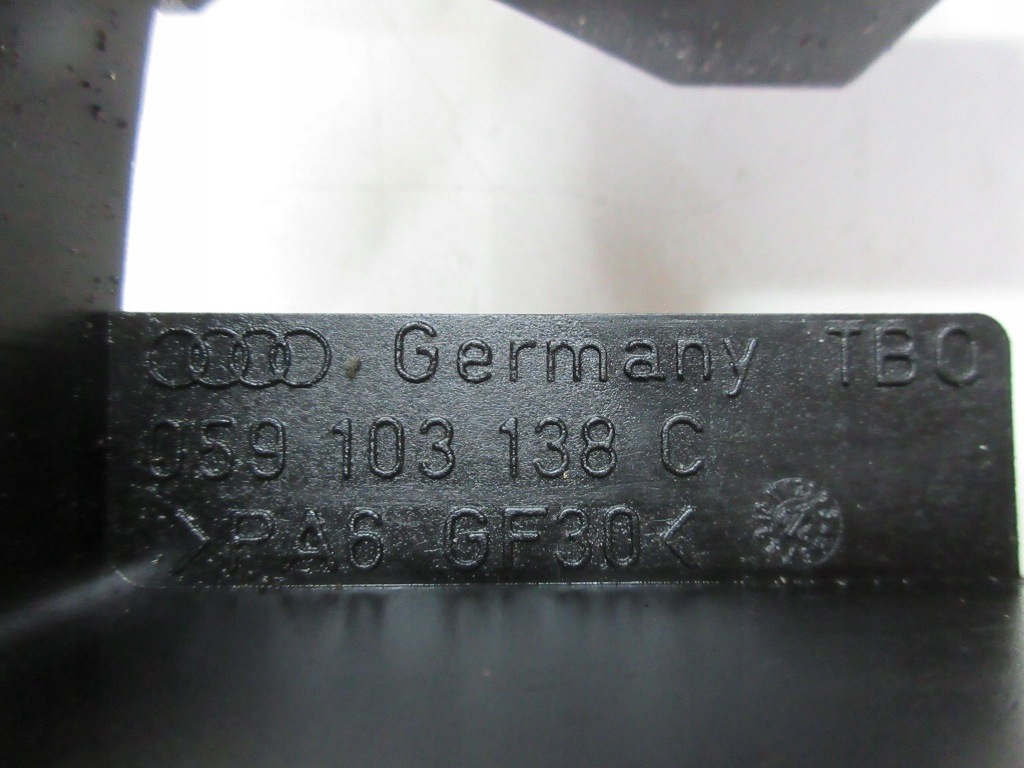 Germany TBO
059 103 138 C
>PA6 GF30<